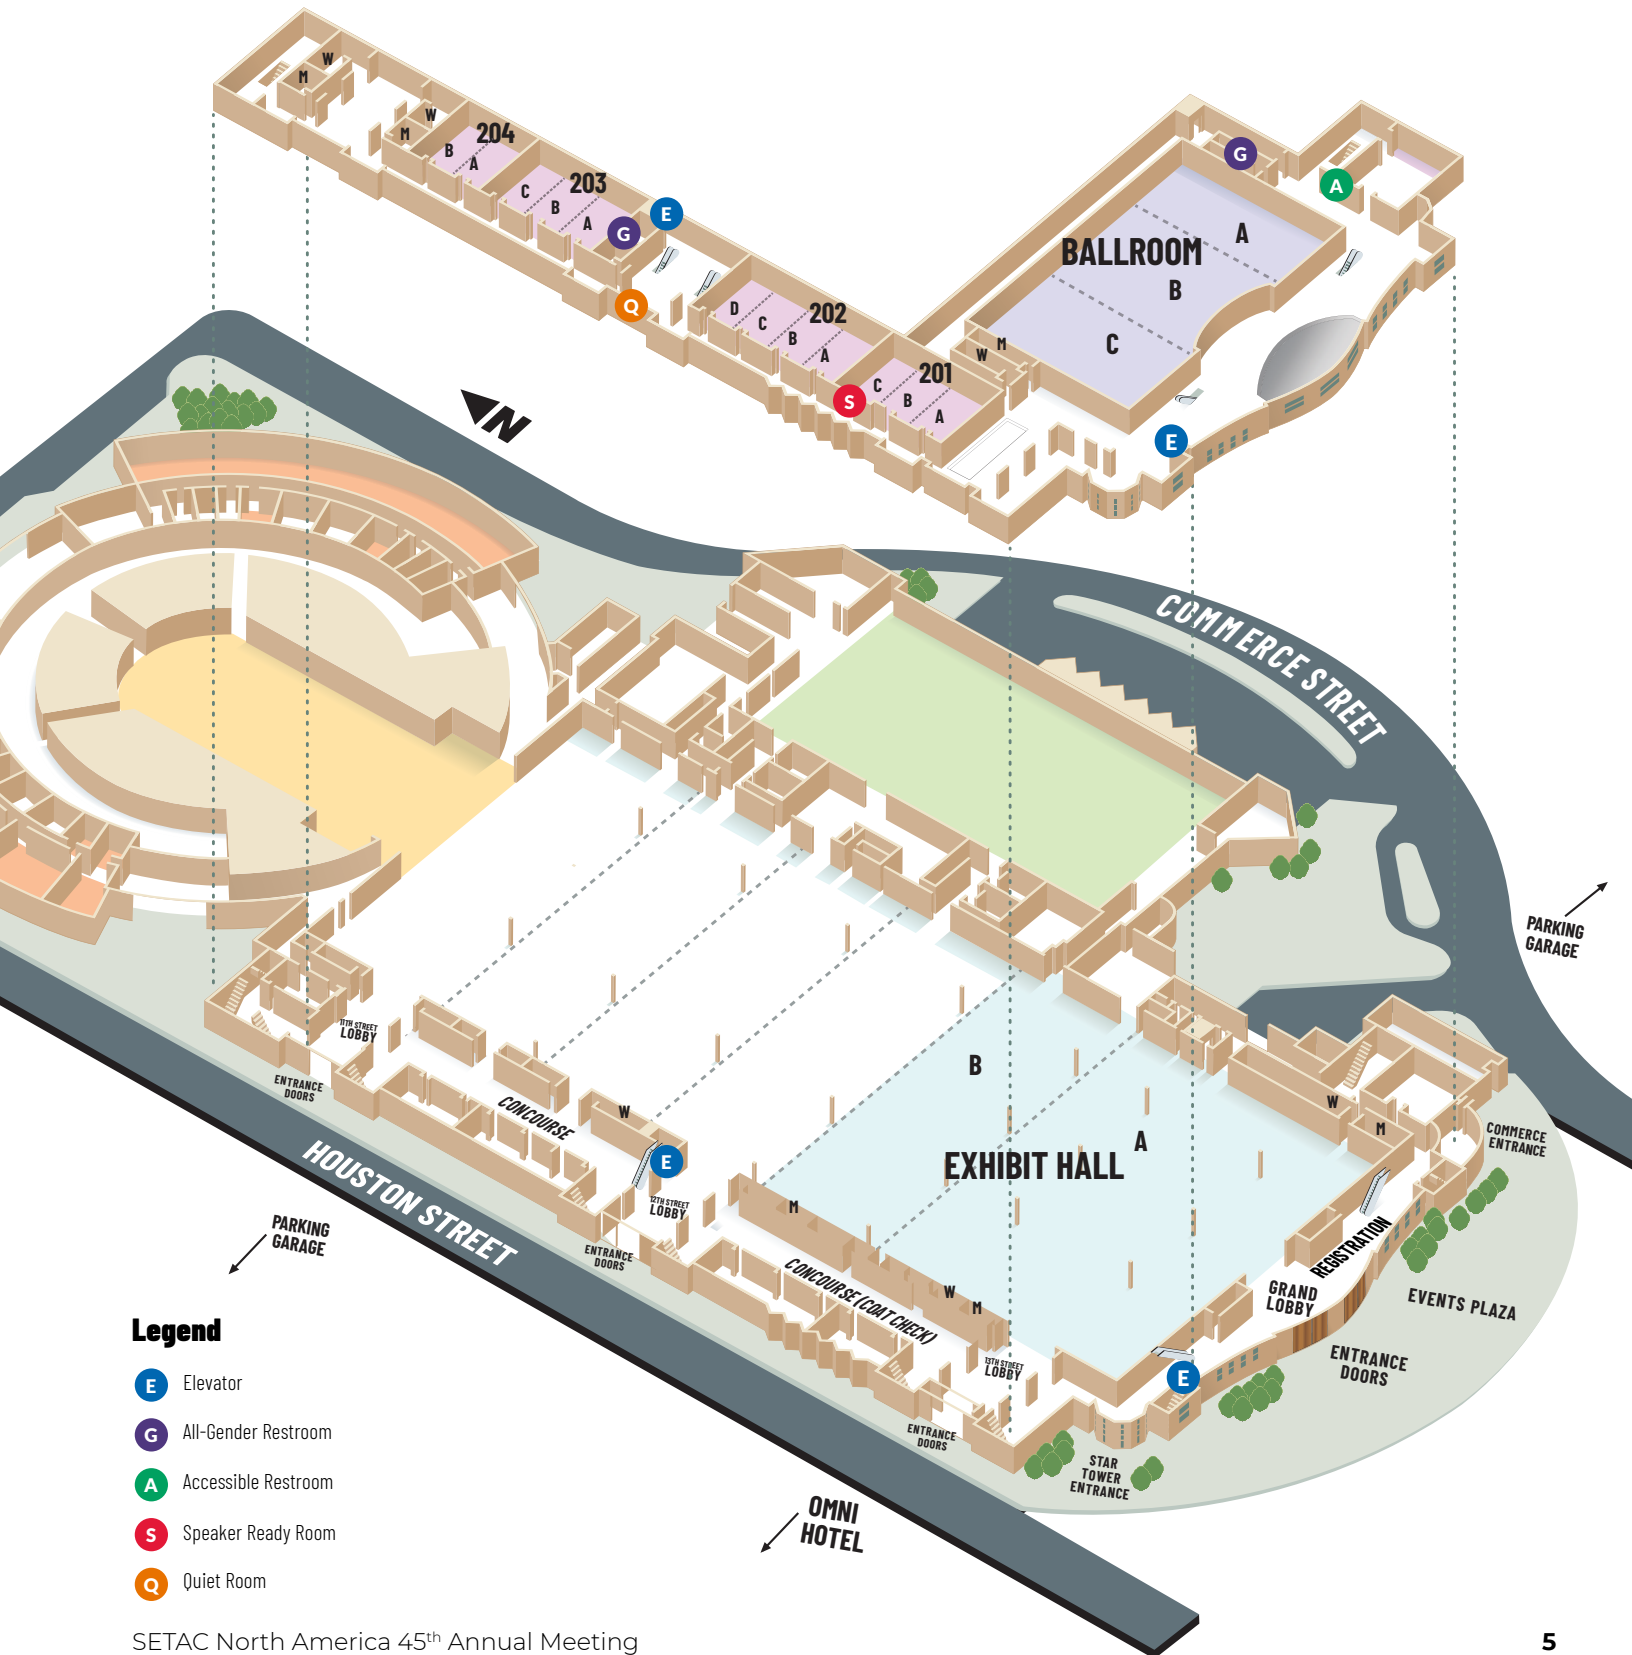 W
M
W
M
204
B
A
203
C
B
A
G
E
Q
202
D
C
B
A
201
C
B
A
S
W
M
BALLROOM
A
B
C
G
A
E
N
COMMERCE STREET
PARKING
GARAGE
11TH STREET
LOBBY
ENTRANCE
DOORS
CONCOURSE
W
E
12TH STREET
LOBBY
ENTRANCE
DOORS
HOUSTON STREET
PARKING
GARAGE
B
A
EXHIBIT HALL
M
CONCOURSE (COAT CHECK)
W
M
13TH STREET
LOBBY
ENTRANCE
DOORS
W
M
COMMERCE
ENTRANCE
REGISTRATION
GRAND
LOBBY
EVENTS PLAZA
ENTRANCE
DOORS
E
STAR
TOWER
ENTRANCE
OMNI
HOTEL
Legend
E Elevator
G All-Gender Restroom
A Accessible Restroom
S Speaker Ready Room
Q Quiet Room
SETAC North America 45th Annual Meeting
5